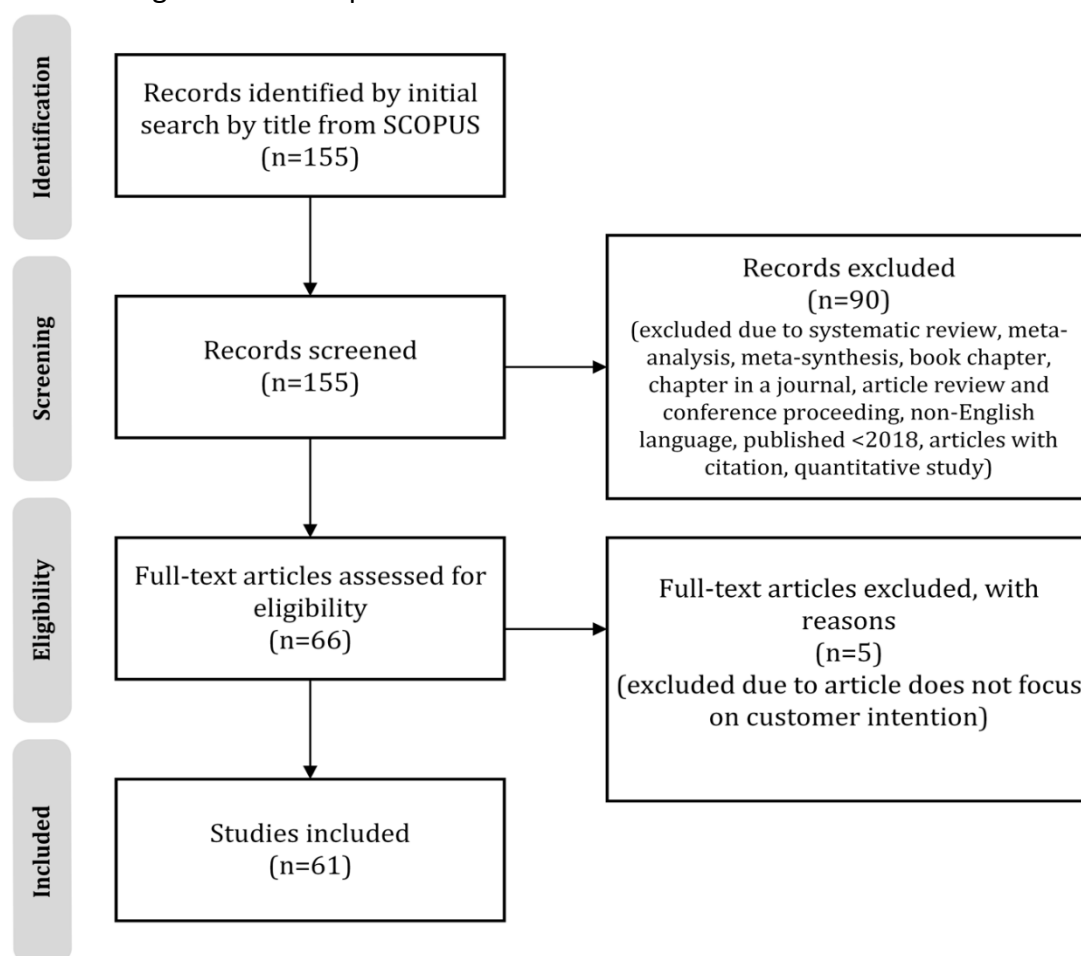 Identification
Records identified by initial
search by title from SCOPUS
(n=155)
Screening
Records screened
(n=155)
Records excluded
(n=90)
(excluded due to systematic review, meta-
analysis, meta-synthesis, book chapter,
chapter in a journal, article review and
conference proceeding, non-English
language, published <2018, articles with
citation, quantitative study)
Eligibility
Full-text articles assessed for
eligibility
(n=66)
Full-text articles excluded, with
reasons
(n=5)
(excluded due to article does not focus
on customer intention)
Included
Studies included
(n=61)